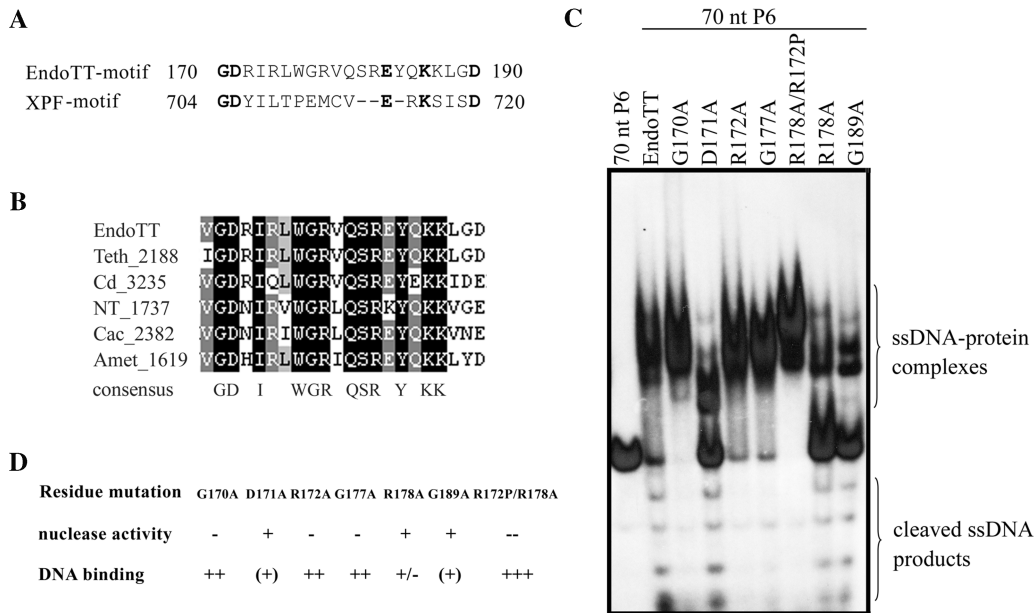 A
EndoTT-motif 170 GDRIRLWGRVQSREYQKKLGD 190
XPF-motif 704 GDYILTPEMCV--E-RKSISD 720
B
EndoTT VGDRIRLWGRVQSREYQKKLGD
Teth_2188 IGDRIRLWGRVQSREYQKKLGD
Cd_3235 VGDRIQLWGRVQSREYEKKIDE
NT_1737 VGDNIRVWGRLQSRKYQKKVGE
Cac_2382 VGDNIRIWGRLQSREYQKKVNE
Amet_1619 VGDHIRLWGRIQSREYQKKLYD
consensus GD I WGR QSR Y KK
C
70 nt P6
70 nt P6
EndoTT
G170A
D171A
R172A
G177A
R178A/R172P
R178A
G189A
ssDNA-protein
complexes
cleaved ssDNA
products
D
Residue mutation G170A D171A R172A G177A R178A G189A R172P/R178A
nuclease activity - + - - + + --
DNA binding ++ (+) ++ ++ +/- (+) +++